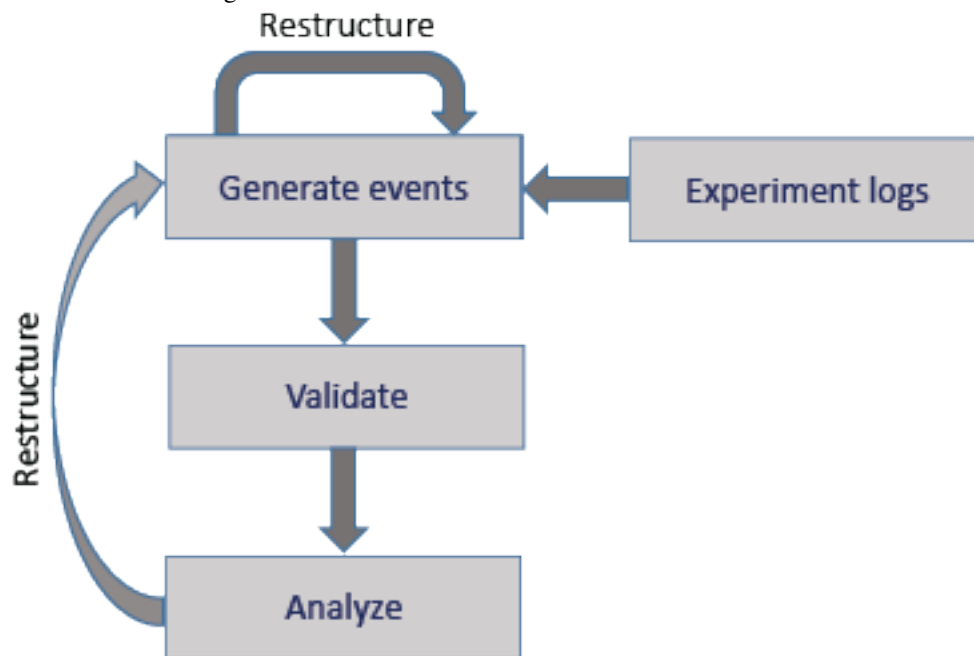 Restructure
Generate events
Experiment logs
Validate
Restructure
Analyze